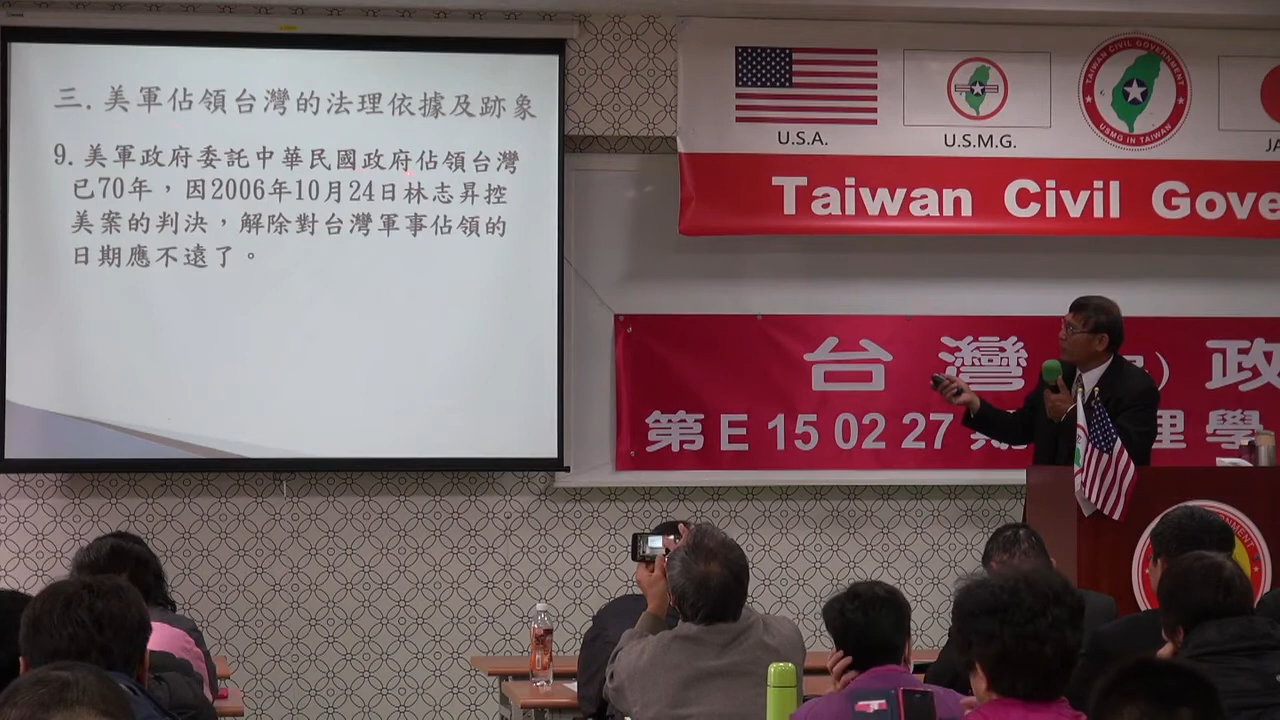 三. 美軍佔領台灣的法理依據及跡象
9. 美軍政府委託中華民國政府佔領台灣
已70年，因2006年10月24日林志昇控
美案的判決，解除對台灣軍事佔領的
日期應不遠了。
U.S.A.
U.S.M.G.
TAIWAN CIVIL GOVERNMENT
USMG IN TAIWAN
JA
Taiwan Civil Gove
台灣 ) 政
第E 15 02 27 期 理學